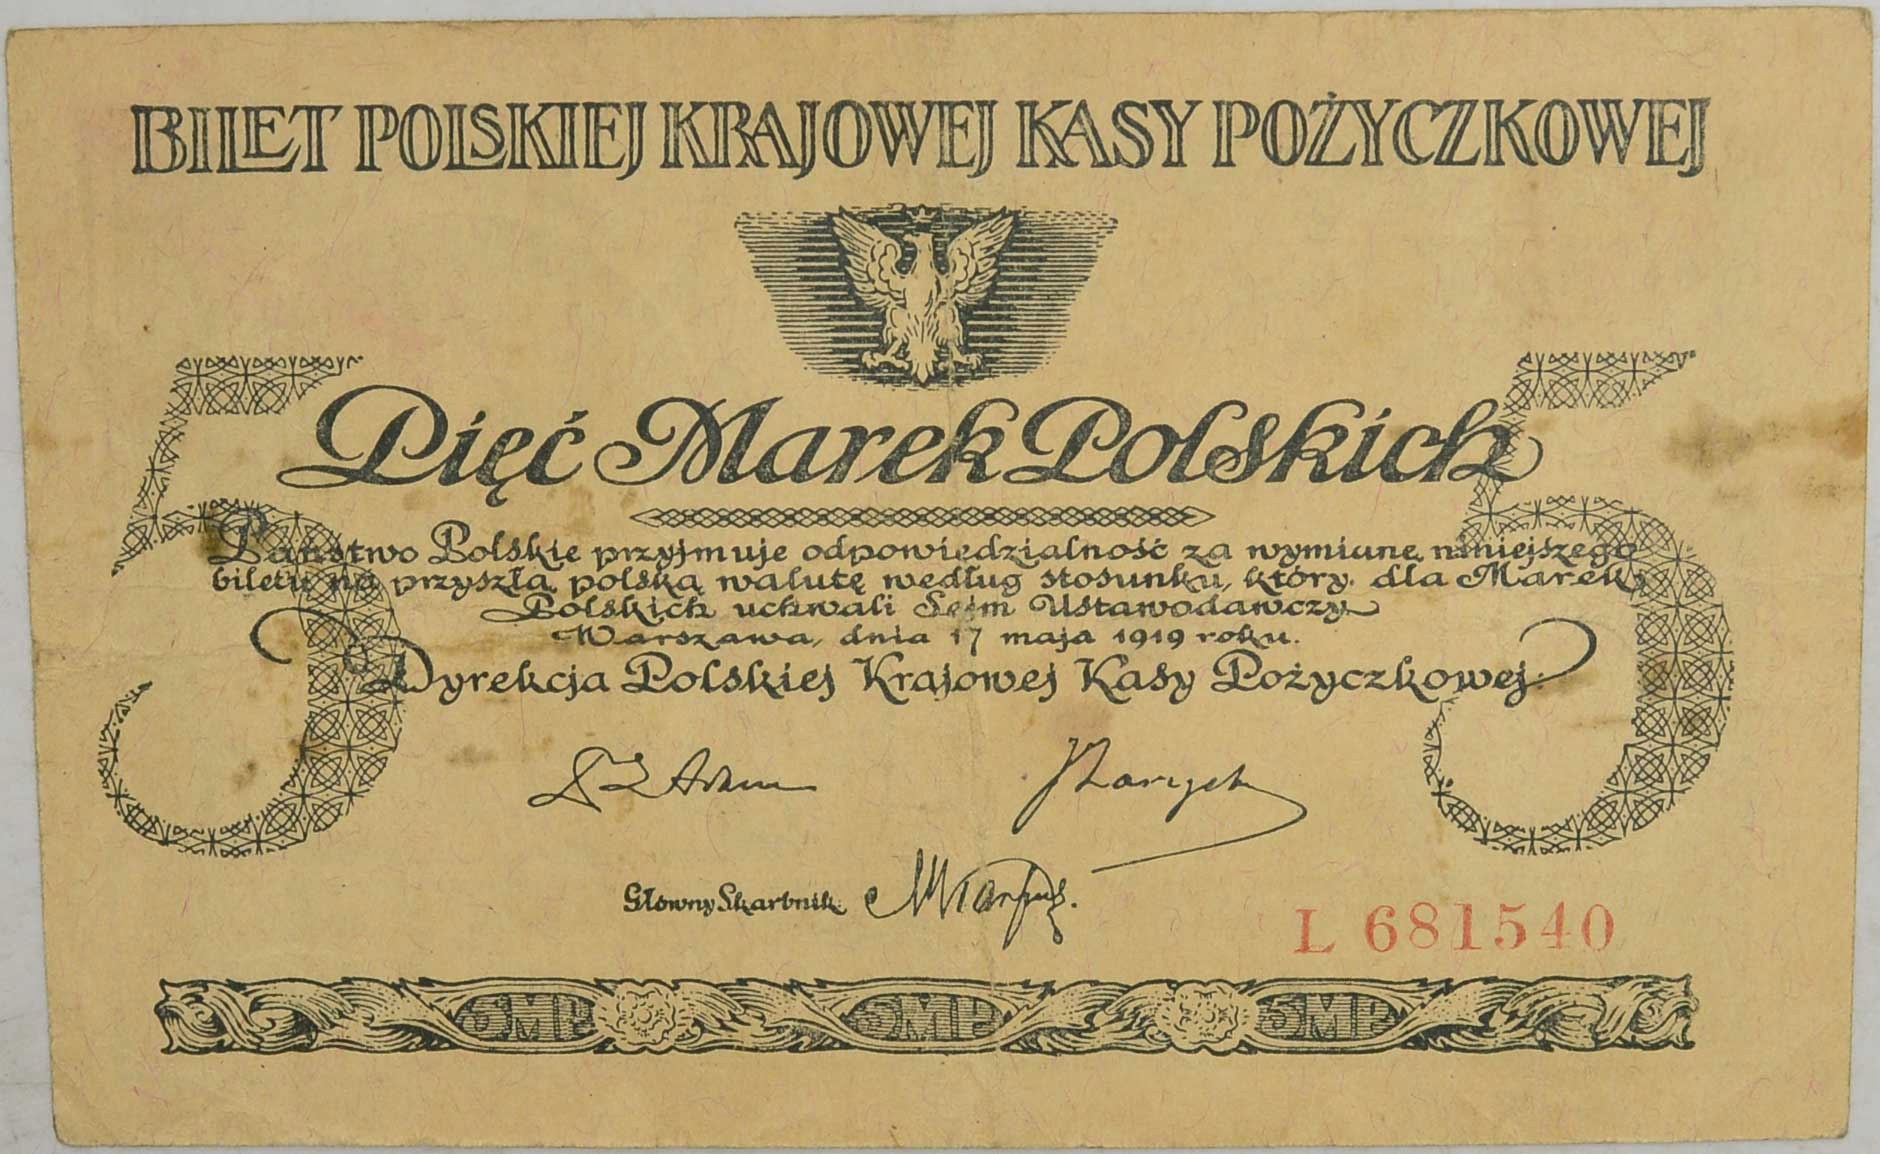 BILET POLSKIEJ KRAJOWEJ KASY POŻYCZKOWEJ
5 5
Pięć Marek Polskich
Państwo Polskie przyjmuje odpowiedzialność za wymianę niniejszego
biletu na przyszłą polską walutę według stosunku, który dla Marek
Polskich uchwali Sejm Ustawodawczy
Warszawa, dnia 17 maja 1919 roku.
Dyrekcja Polskiej Krajowej Kasy Pożyczkowej
Główny Skarbnik
L 681540
5MP 5MP 5MP